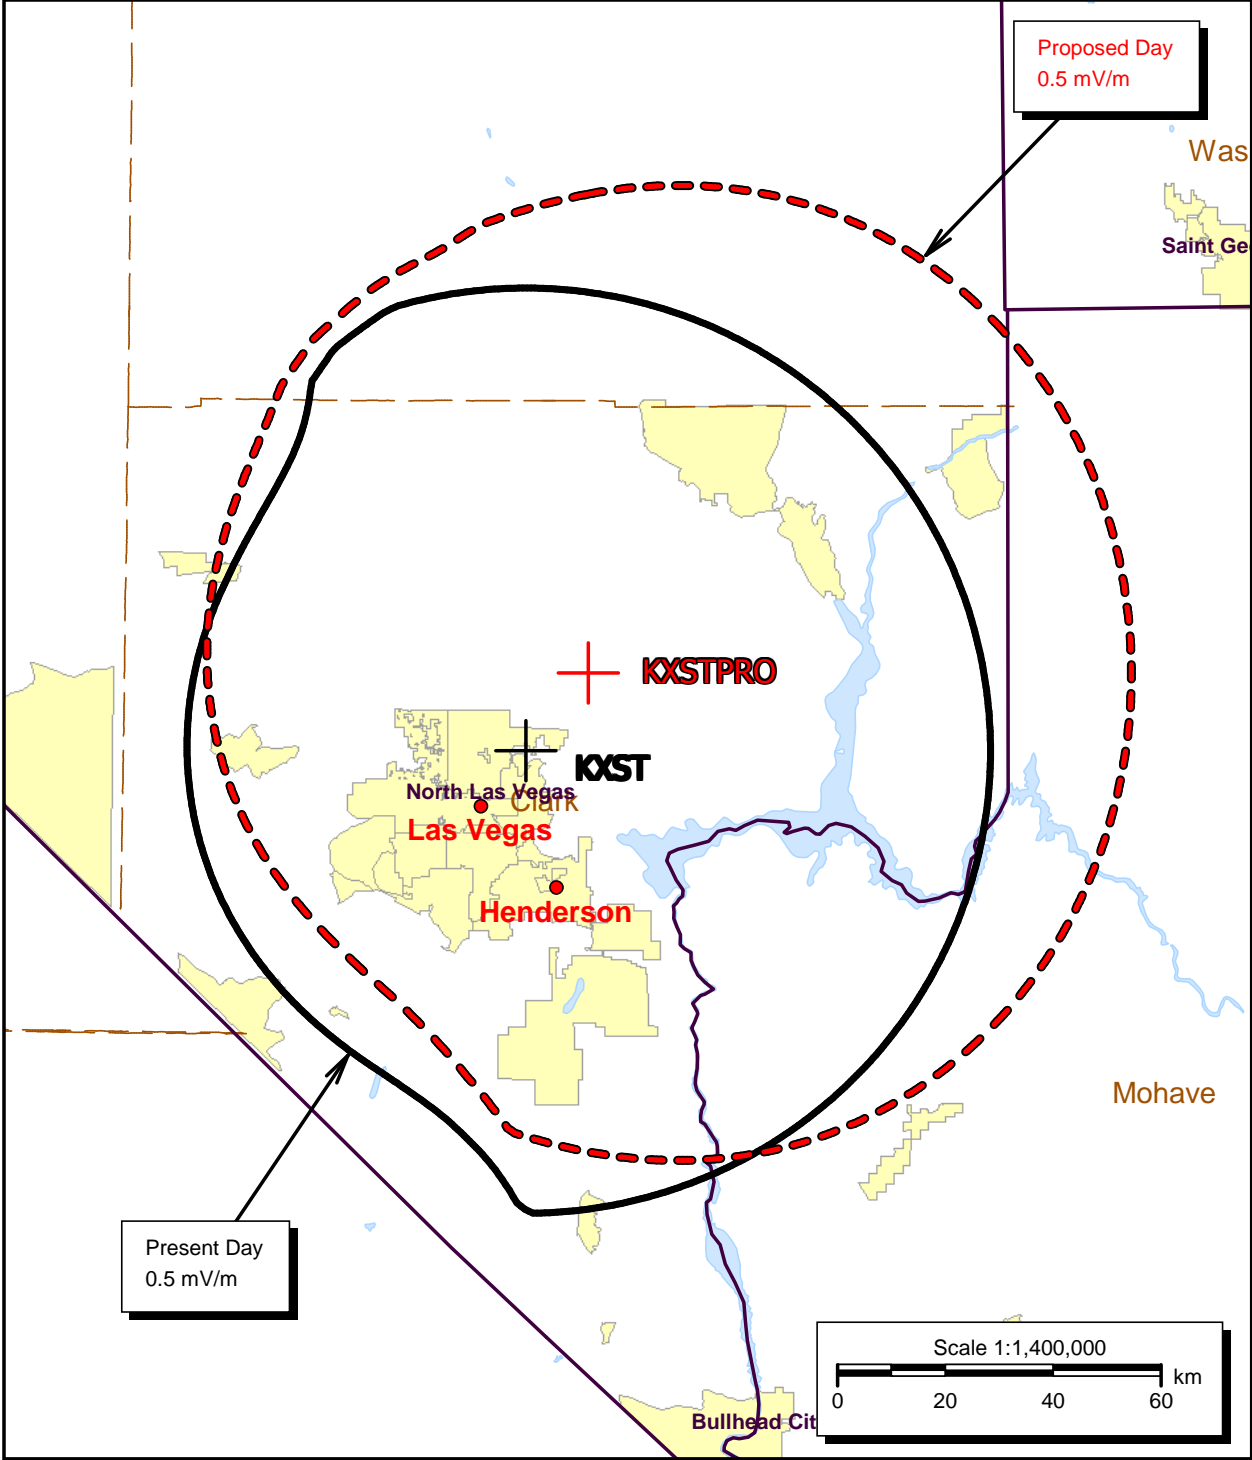 Proposed Day
0.5 mV/m
Was
Saint Ge
KXSTPRO
KXST
North Las Vegas
Clark
Las Vegas
Henderson
Mohave
Present Day
0.5 mV/m
Scale 1:1,400,000
km
0 20 40 60
Bullhead Cit